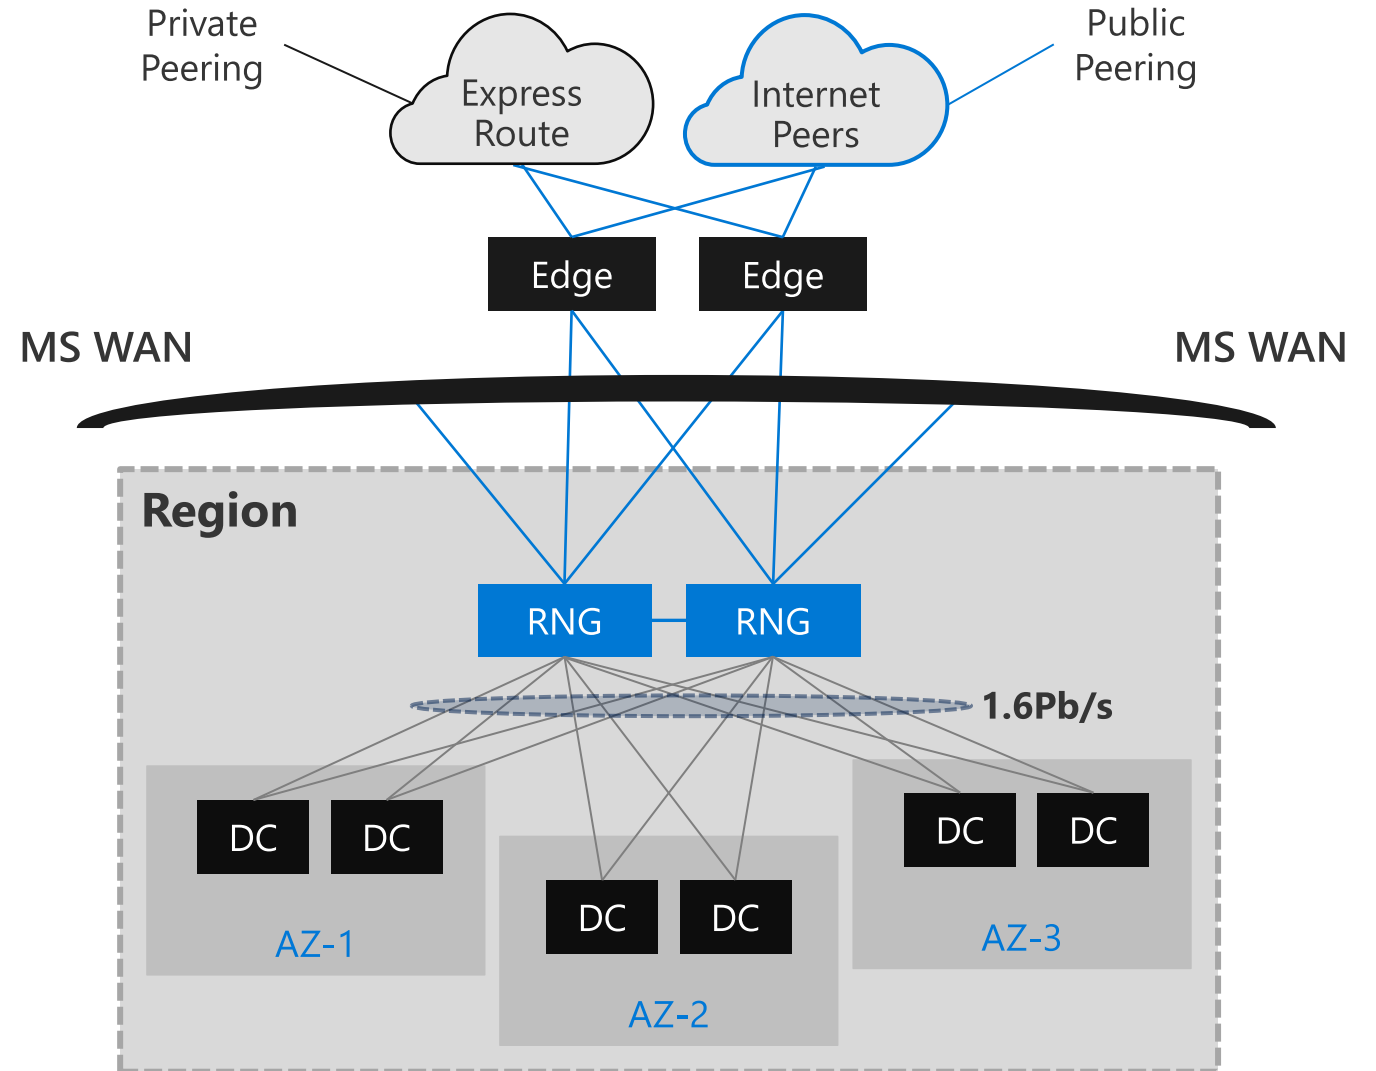 Private
Peering
Express
Route
Internet
Peers
Public
Peering
Edge
Edge
MS WAN
MS WAN
Region
RNG
RNG
1.6Pb/s
DC
DC
AZ-1
DC
DC
AZ-2
DC
DC
AZ-3